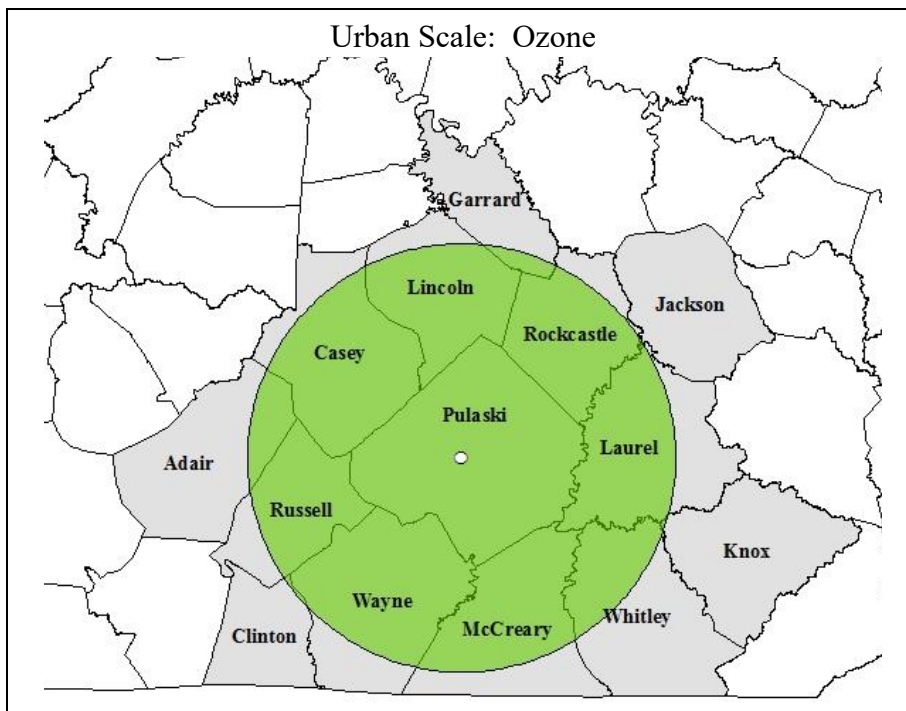 Urban Scale: Ozone
Garrard
Lincoln
Jackson
Rockcastle
Casey
Pulaski
Laurel
Adair
Russell
Knox
Wayne
Whitley
McCreary
Clinton